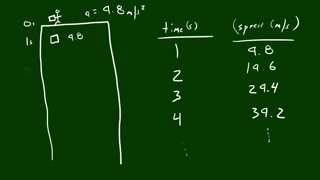 0s a = 9.8 m/s²
1s 9.8
time (s) (speed (m/s)
1 9.8
2 19.6
3 29.4
4 39.2
⋮ ⋮